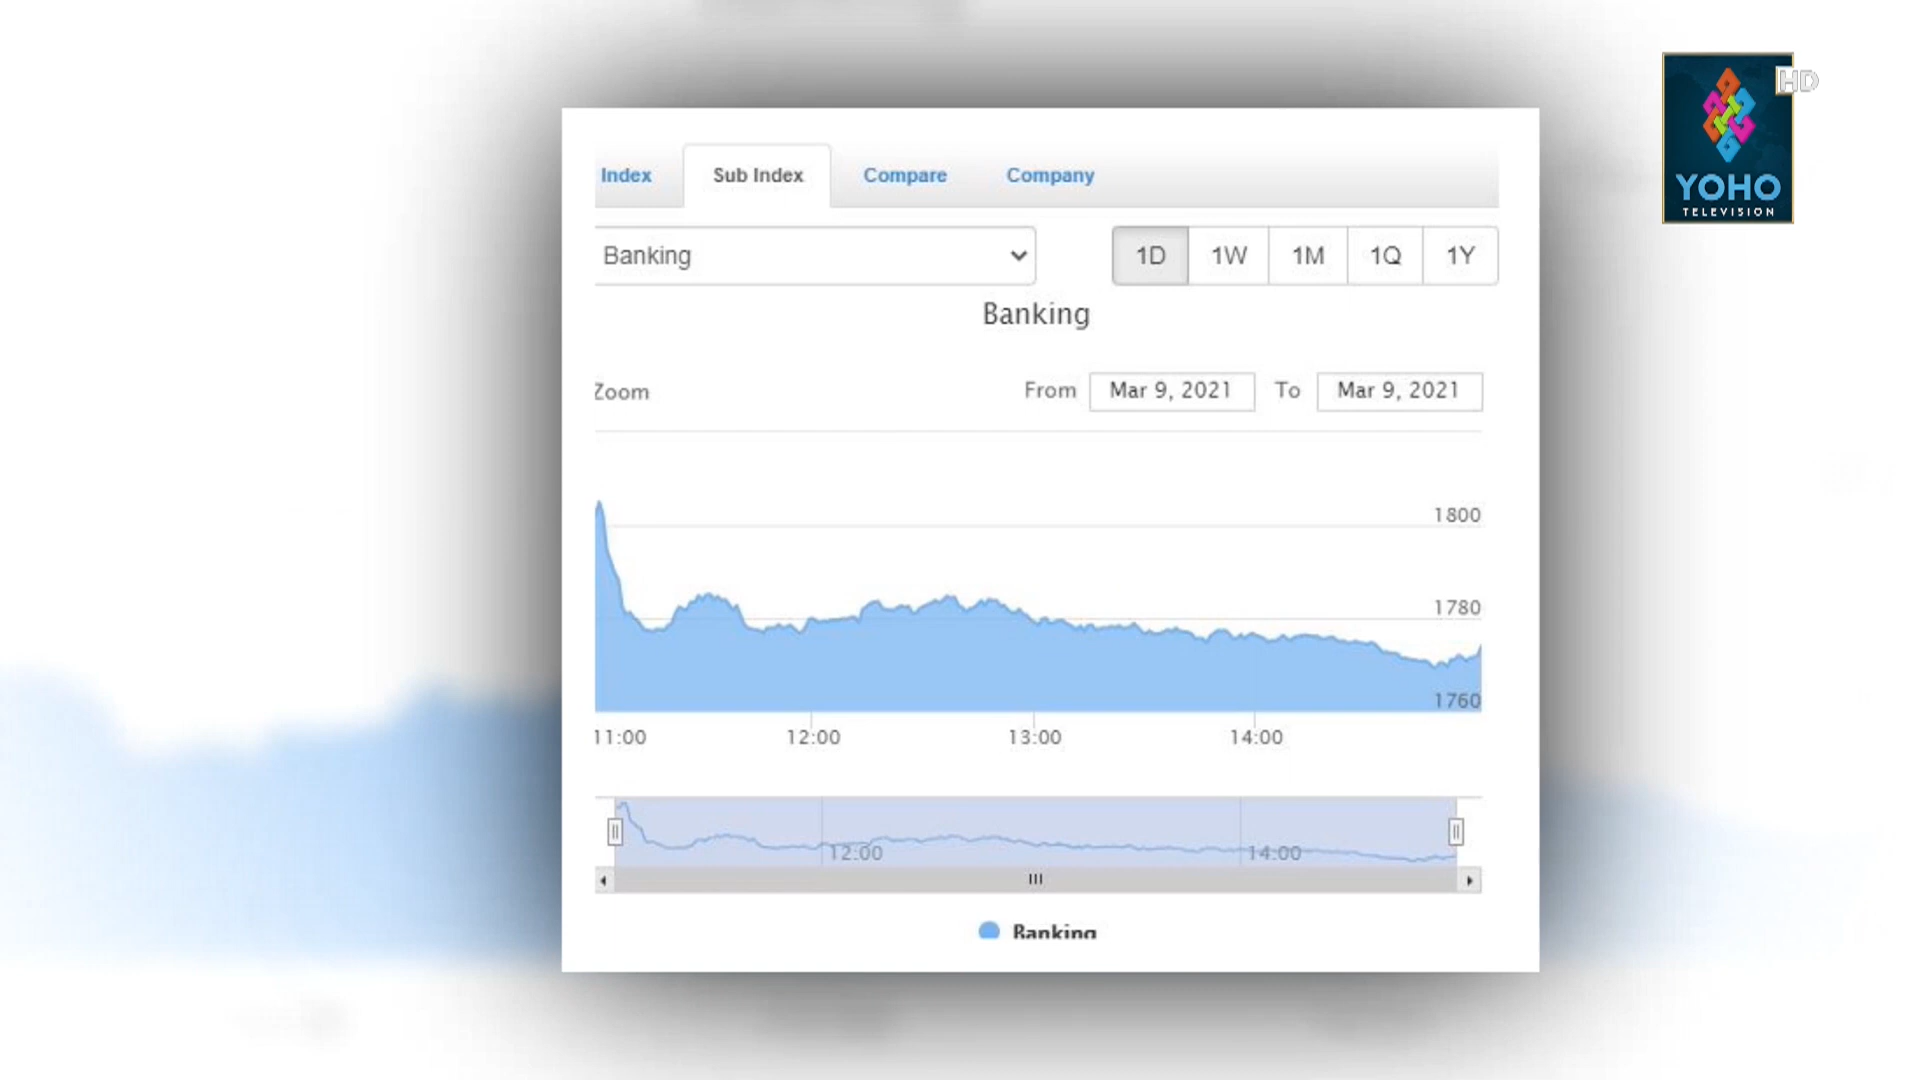 HD
YOHO
TELEVISION
Index Sub Index Compare Company
Banking 1D 1W 1M 1Q 1Y
Banking
Zoom From Mar 9, 2021 To Mar 9, 2021
1800
1780
1760
11:00 12:00 13:00 14:00
12:00 14:00
Banking